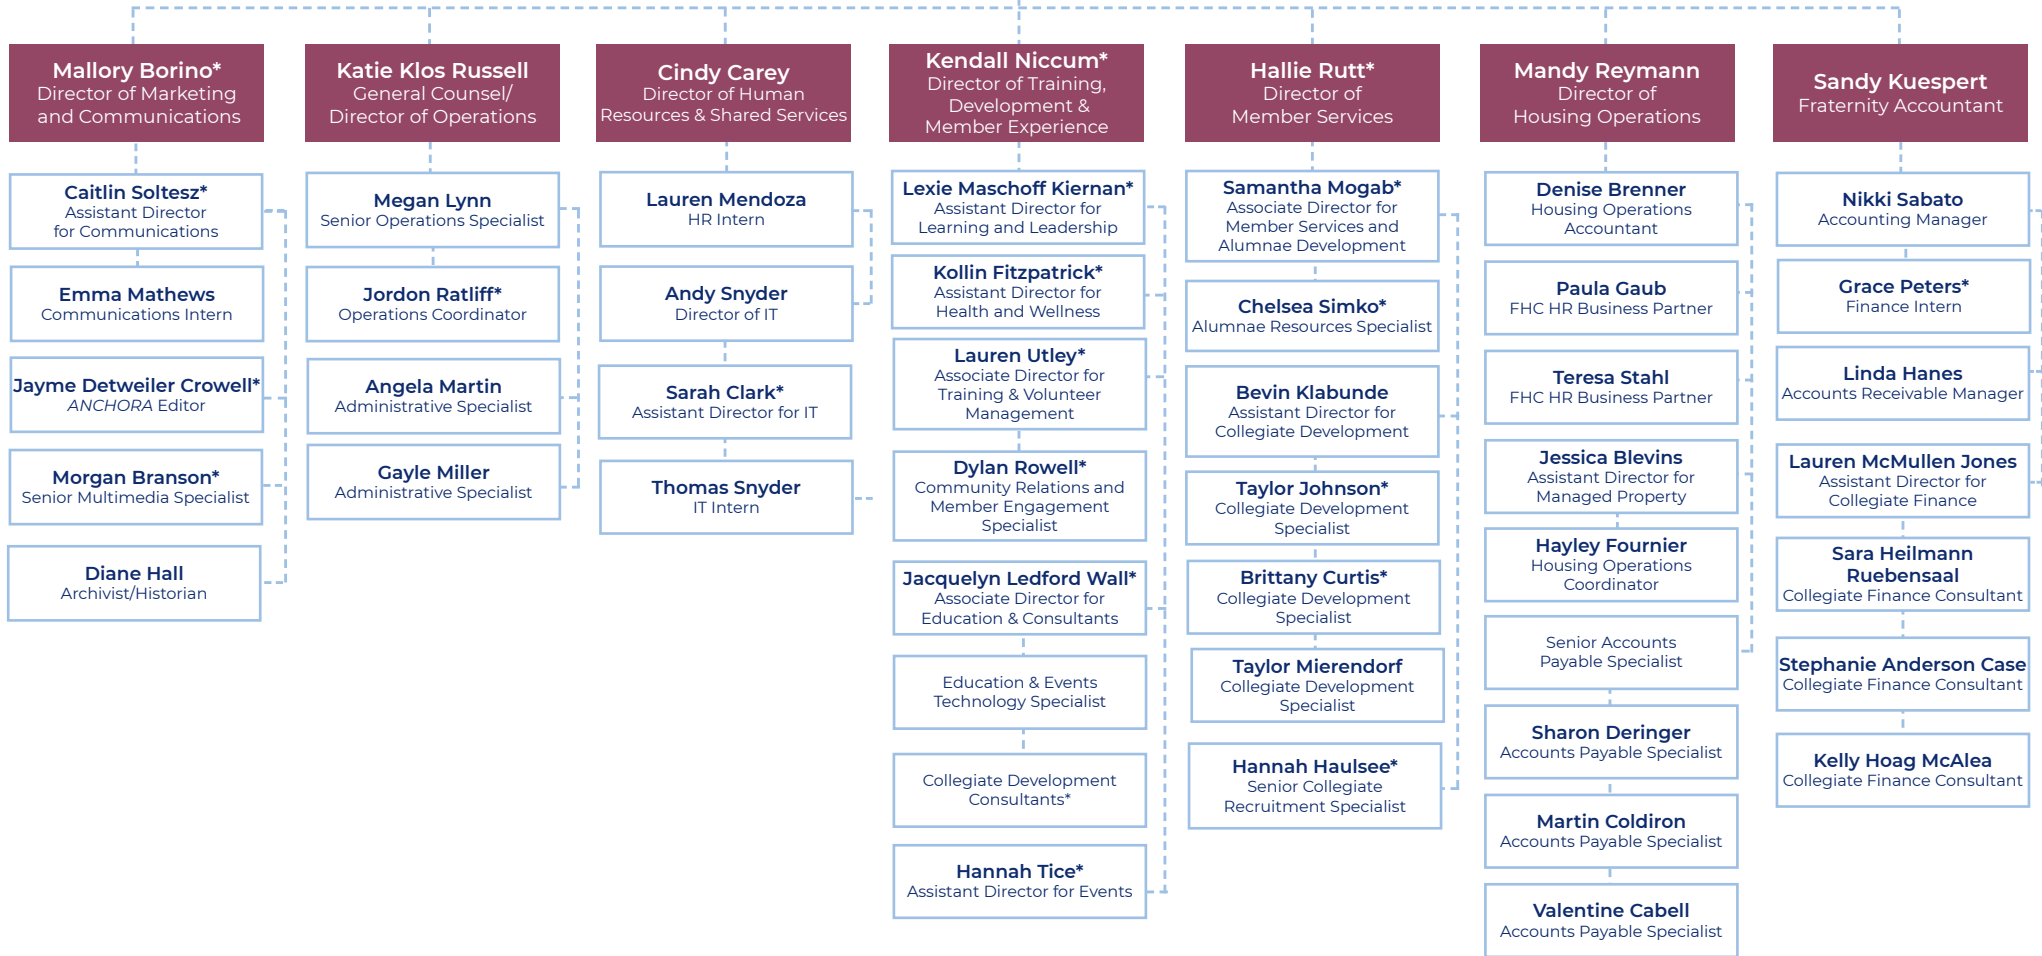 Mallory Borino*
Director of Marketing
and Communications
Caitlin Soltesz*
Assistant Director
for Communications
Emma Mathews
Communications Intern
Jayme Detweiler Crowell*
ANCHORA Editor
Morgan Branson*
Senior Multimedia Specialist
Diane Hall
Archivist/Historian
Katie Klos Russell
General Counsel/
Director of Operations
Megan Lynn
Senior Operations Specialist
Jordon Ratliff*
Operations Coordinator
Angela Martin
Administrative Specialist
Gayle Miller
Administrative Specialist
Cindy Carey
Director of Human
Resources & Shared Services
Lauren Mendoza
HR Intern
Andy Snyder
Director of IT
Sarah Clark*
Assistant Director for IT
Thomas Snyder
IT Intern
Kendall Niccum*
Director of Training,
Development &
Member Experience
Lexie Maschoff Kiernan*
Assistant Director for
Learning and Leadership
Kollin Fitzpatrick*
Assistant Director for
Health and Wellness
Lauren Utley*
Associate Director for
Training & Volunteer
Management
Dylan Rowell*
Community Relations and
Member Engagement
Specialist
Jacquelyn Ledford Wall*
Associate Director for
Education & Consultants
Education & Events
Technology Specialist
Collegiate Development
Consultants*
Hannah Tice*
Assistant Director for Events
Hallie Rutt*
Director of
Member Services
Samantha Mogab*
Associate Director for
Member Services and
Alumnae Development
Chelsea Simko*
Alumnae Resources Specialist
Bevin Klabunde
Assistant Director for
Collegiate Development
Taylor Johnson*
Collegiate Development
Specialist
Brittany Curtis*
Collegiate Development
Specialist
Taylor Mierendorf
Collegiate Development
Specialist
Hannah Haulsee*
Senior Collegiate
Recruitment Specialist
Mandy Reymann
Director of
Housing Operations
Denise Brenner
Housing Operations
Accountant
Paula Gaub
FHC HR Business Partner
Teresa Stahl
FHC HR Business Partner
Jessica Blevins
Assistant Director for
Managed Property
Hayley Fournier
Housing Operations
Coordinator
Senior Accounts
Payable Specialist
Sharon Deringer
Accounts Payable Specialist
Martin Coldiron
Accounts Payable Specialist
Valentine Cabell
Accounts Payable Specialist
Sandy Kuespert
Fraternity Accountant
Nikki Sabato
Accounting Manager
Grace Peters*
Finance Intern
Linda Hanes
Accounts Receivable Manager
Lauren McMullen Jones
Assistant Director for
Collegiate Finance
Sara Heilmann
Ruebensaal
Collegiate Finance Consultant
Stephanie Anderson Case
Collegiate Finance Consultant
Kelly Hoag McAlea
Collegiate Finance Consultant